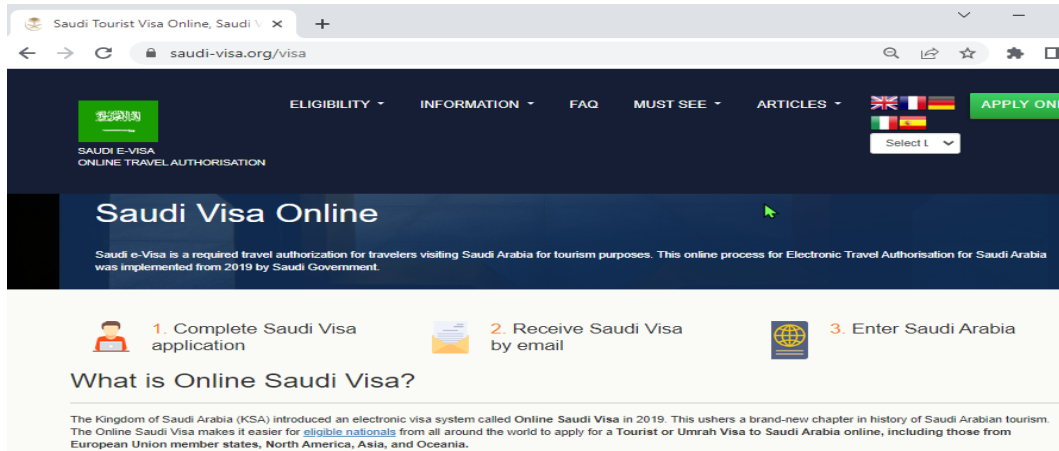 Saudi Tourist Visa Online, Saudi V
saudi-visa.org/visa
ELIGIBILITY INFORMATION FAQ MUST SEE ARTICLES APPLY ONI
Select L
SAUDI E-VISA
ONLINE TRAVEL AUTHORISATION
Saudi Visa Online
Saudi e-Visa is a required travel authorization for travelers visiting Saudi Arabia for tourism purposes. This online process for Electronic Travel Authorisation for Saudi Arabia
was implemented from 2019 by Saudi Government.
1. Complete Saudi Visa
application
2. Receive Saudi Visa
by email
3. Enter Saudi Arabia
What is Online Saudi Visa?
The Kingdom of Saudi Arabia (KSA) introduced an electronic visa system called Online Saudi Visa in 2019. This ushers a brand-new chapter in history of Saudi Arabian tourism.
The Online Saudi Visa makes it easier for eligible nationals from all around the world to apply for a Tourist or Umrah Visa to Saudi Arabia online, including those from
European Union member states, North America, Asia, and Oceania.